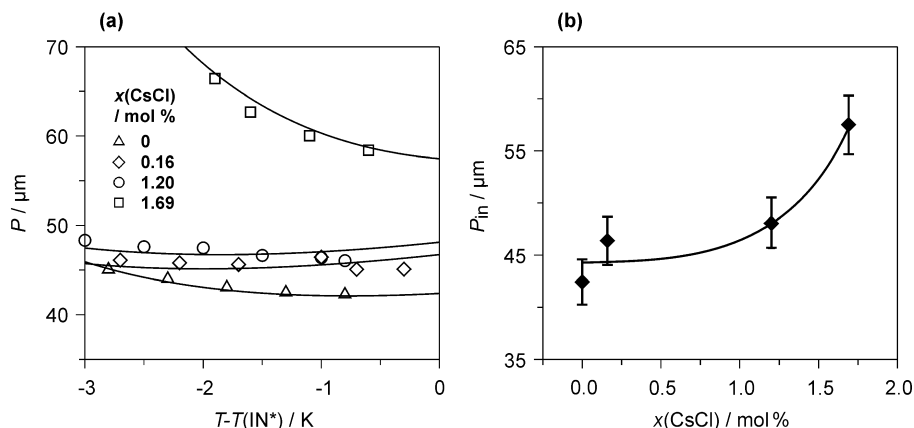 (a)
70
60
50
40
P / µm
x(CsCl)
/ mol %
0
0.16
1.20
1.69
-3
-2
-1
0
T-T(IN*) / K
(b)
65
55
45
35
Pin / µm
0.0
0.5
1.0
1.5
2.0
x(CsCl) / mol %